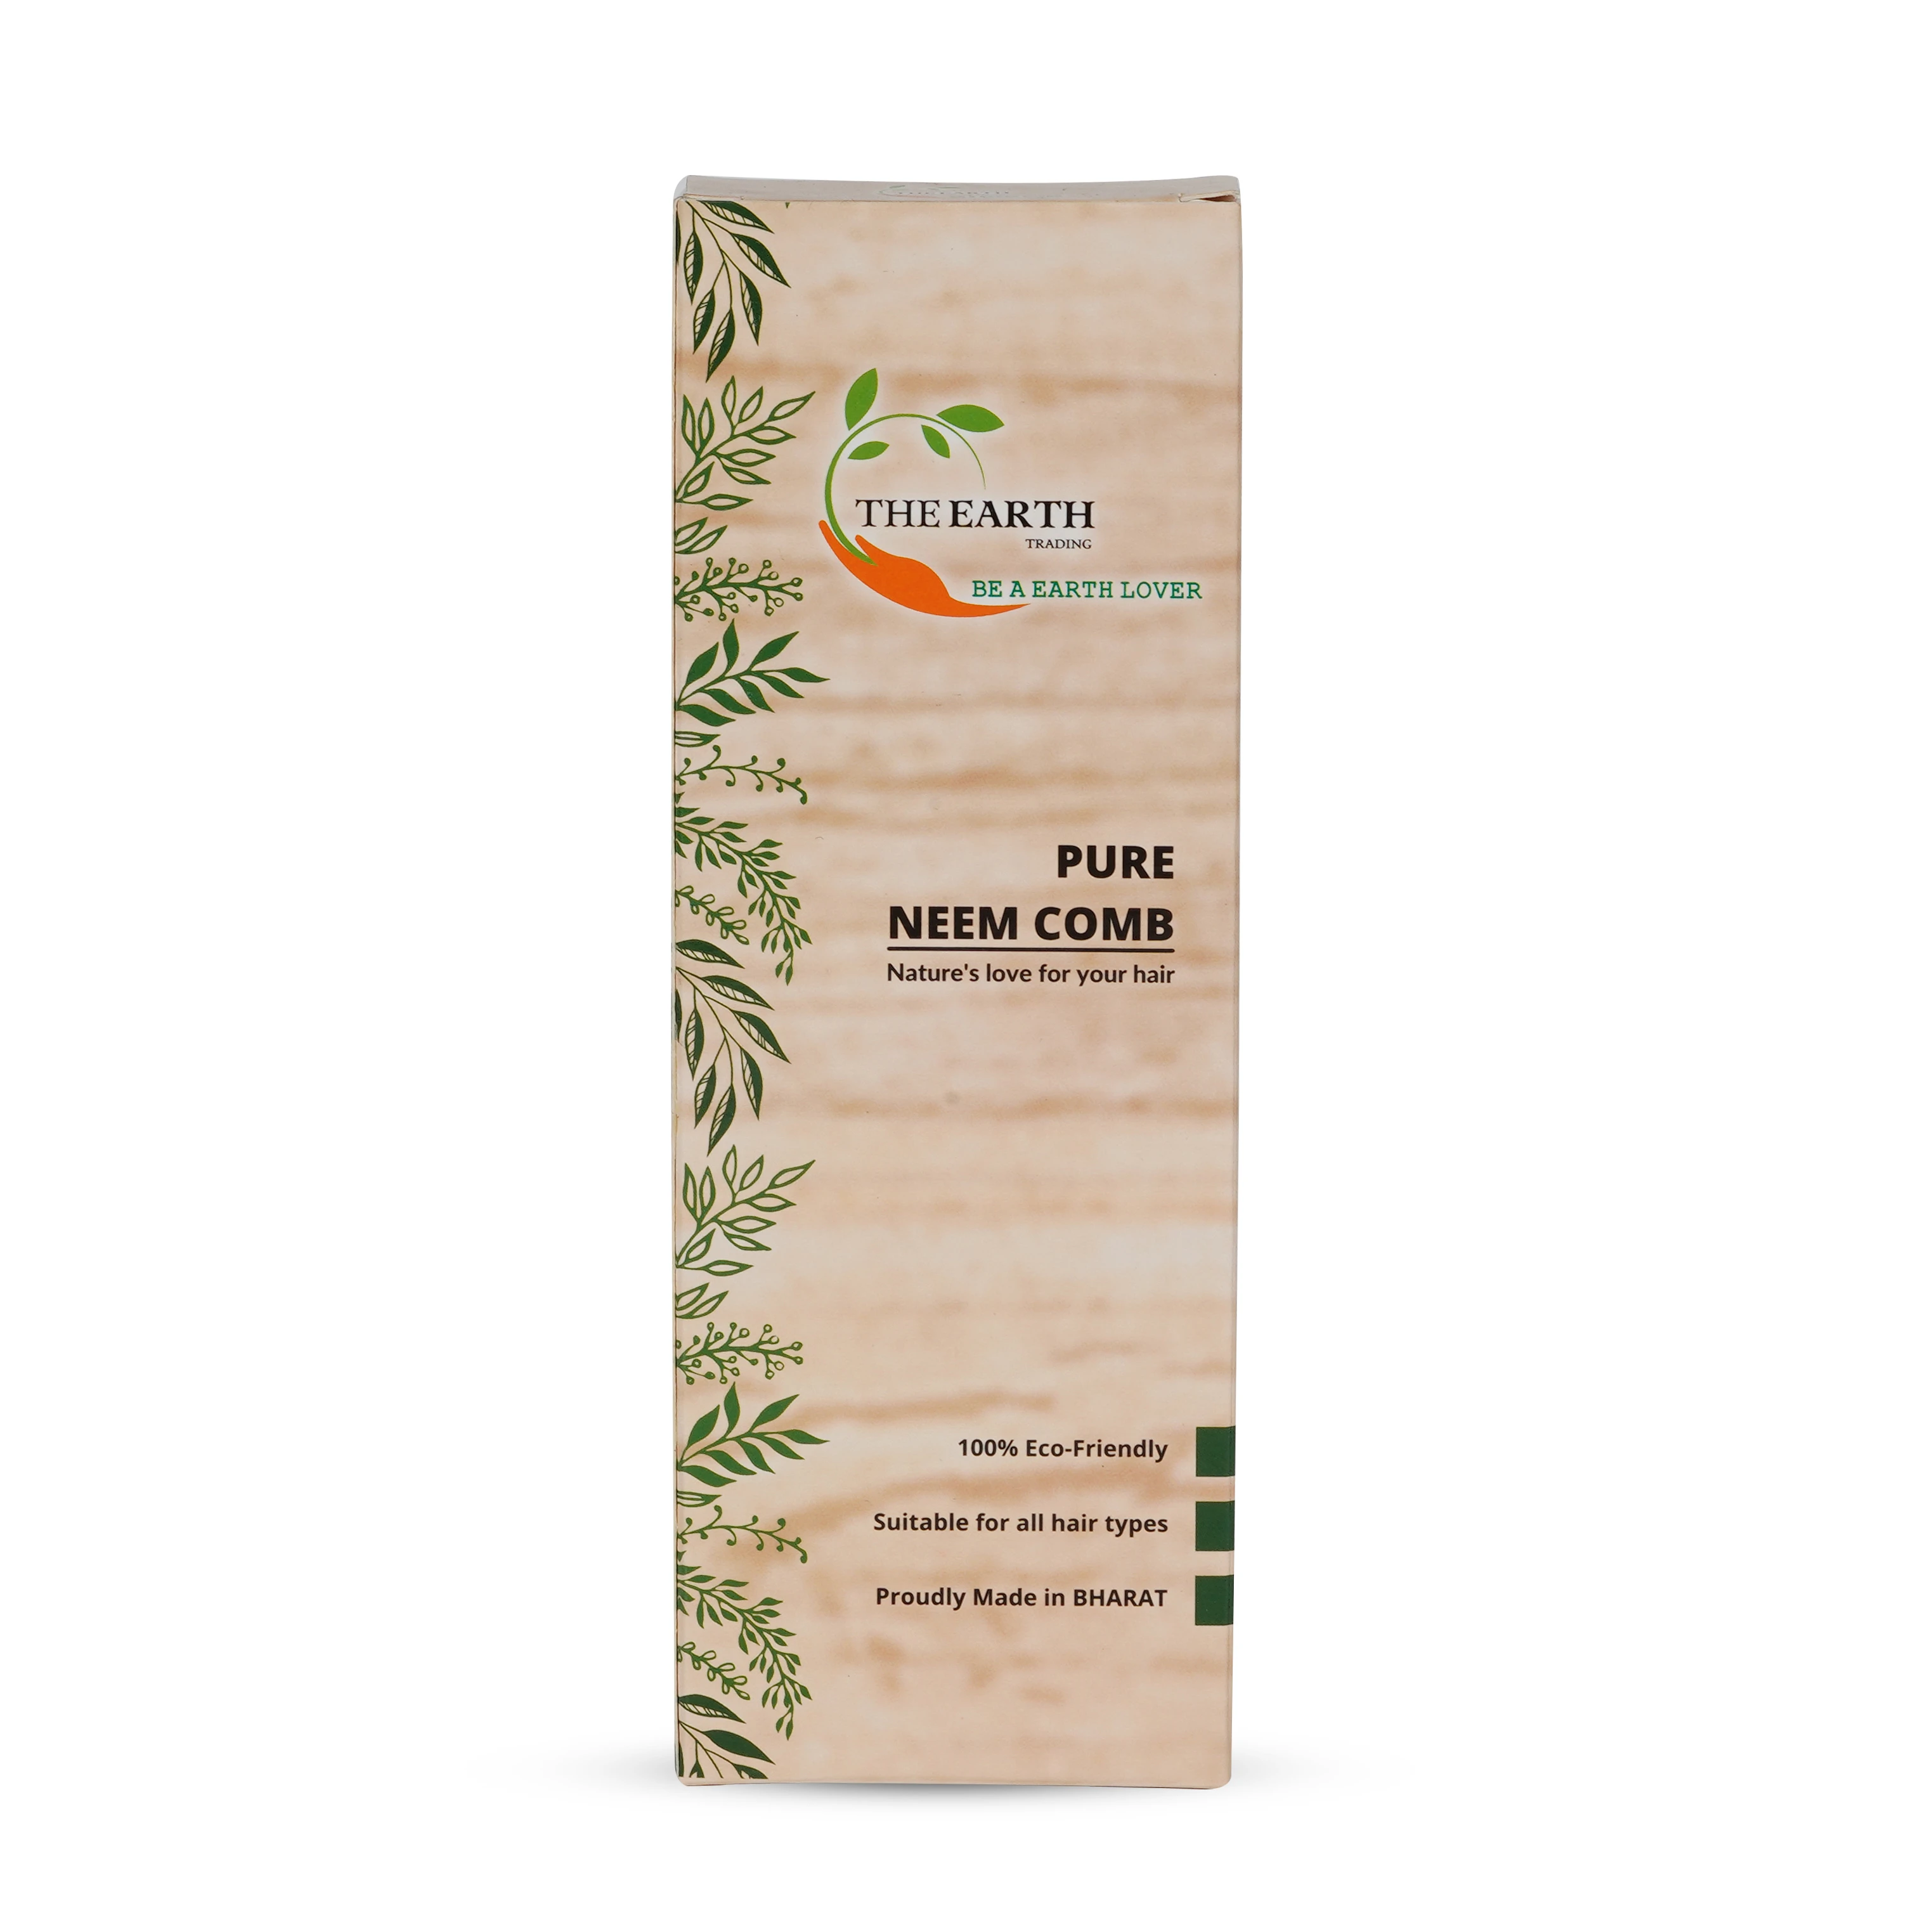 THE EARTH
TRADING
BE A EARTH LOVER
PURE
NEEM COMB
Nature's love for your hair
100% Eco-Friendly
Suitable for all hair types
Proudly Made in BHARAT